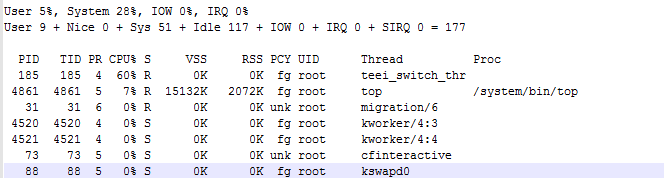 User 5%, System 28%, IOW 0%, IRQ 0%
User 9 + Nice 0 + Sys 51 + Idle 117 + IOW 0 + IRQ 0 + SIRQ 0 = 177
PID TID PR CPU% S VSS RSS PCY UID Thread Proc
185 185 4 60% R 0K 0K fg root teei_switch_thr
4861 4861 5 7% R 15132K 2072K fg root top /system/bin/top
31 31 6 0% R 0K 0K unk root migration/6
4520 4520 4 0% S 0K 0K fg root kworker/4:3
4521 4521 4 0% S 0K 0K fg root kworker/4:4
73 73 5 0% S 0K 0K unk root cfinteractive
88 88 5 0% S 0K 0K fg root kswapd0